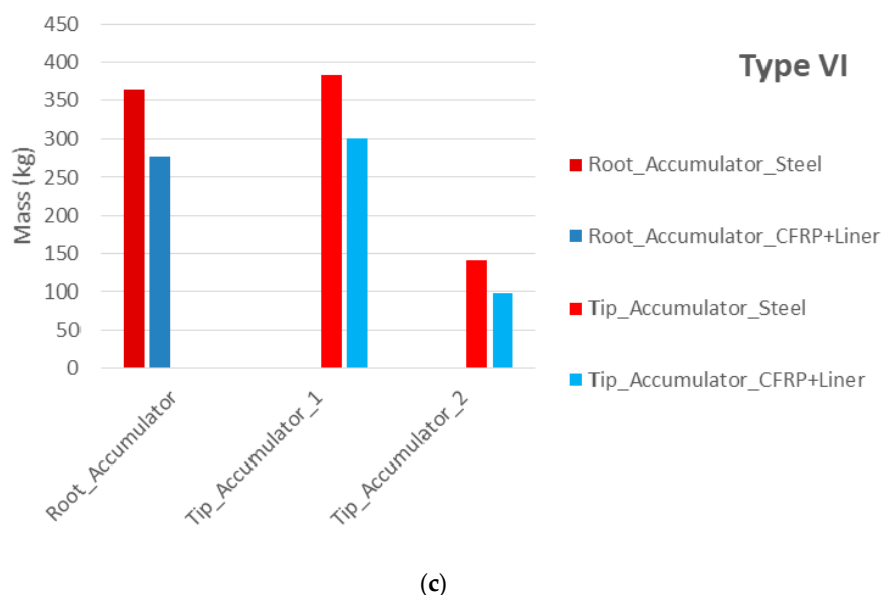 Type VI
Mass (kg)
450
400
350
300
250
200
150
100
50
0
Root_Accumulator
Tip_Accumulator_1
Tip_Accumulator_2
Root_Accumulator_Steel
Root_Accumulator_CFRP+Liner
Tip_Accumulator_Steel
Tip_Accumulator_CFRP+Liner
(c)